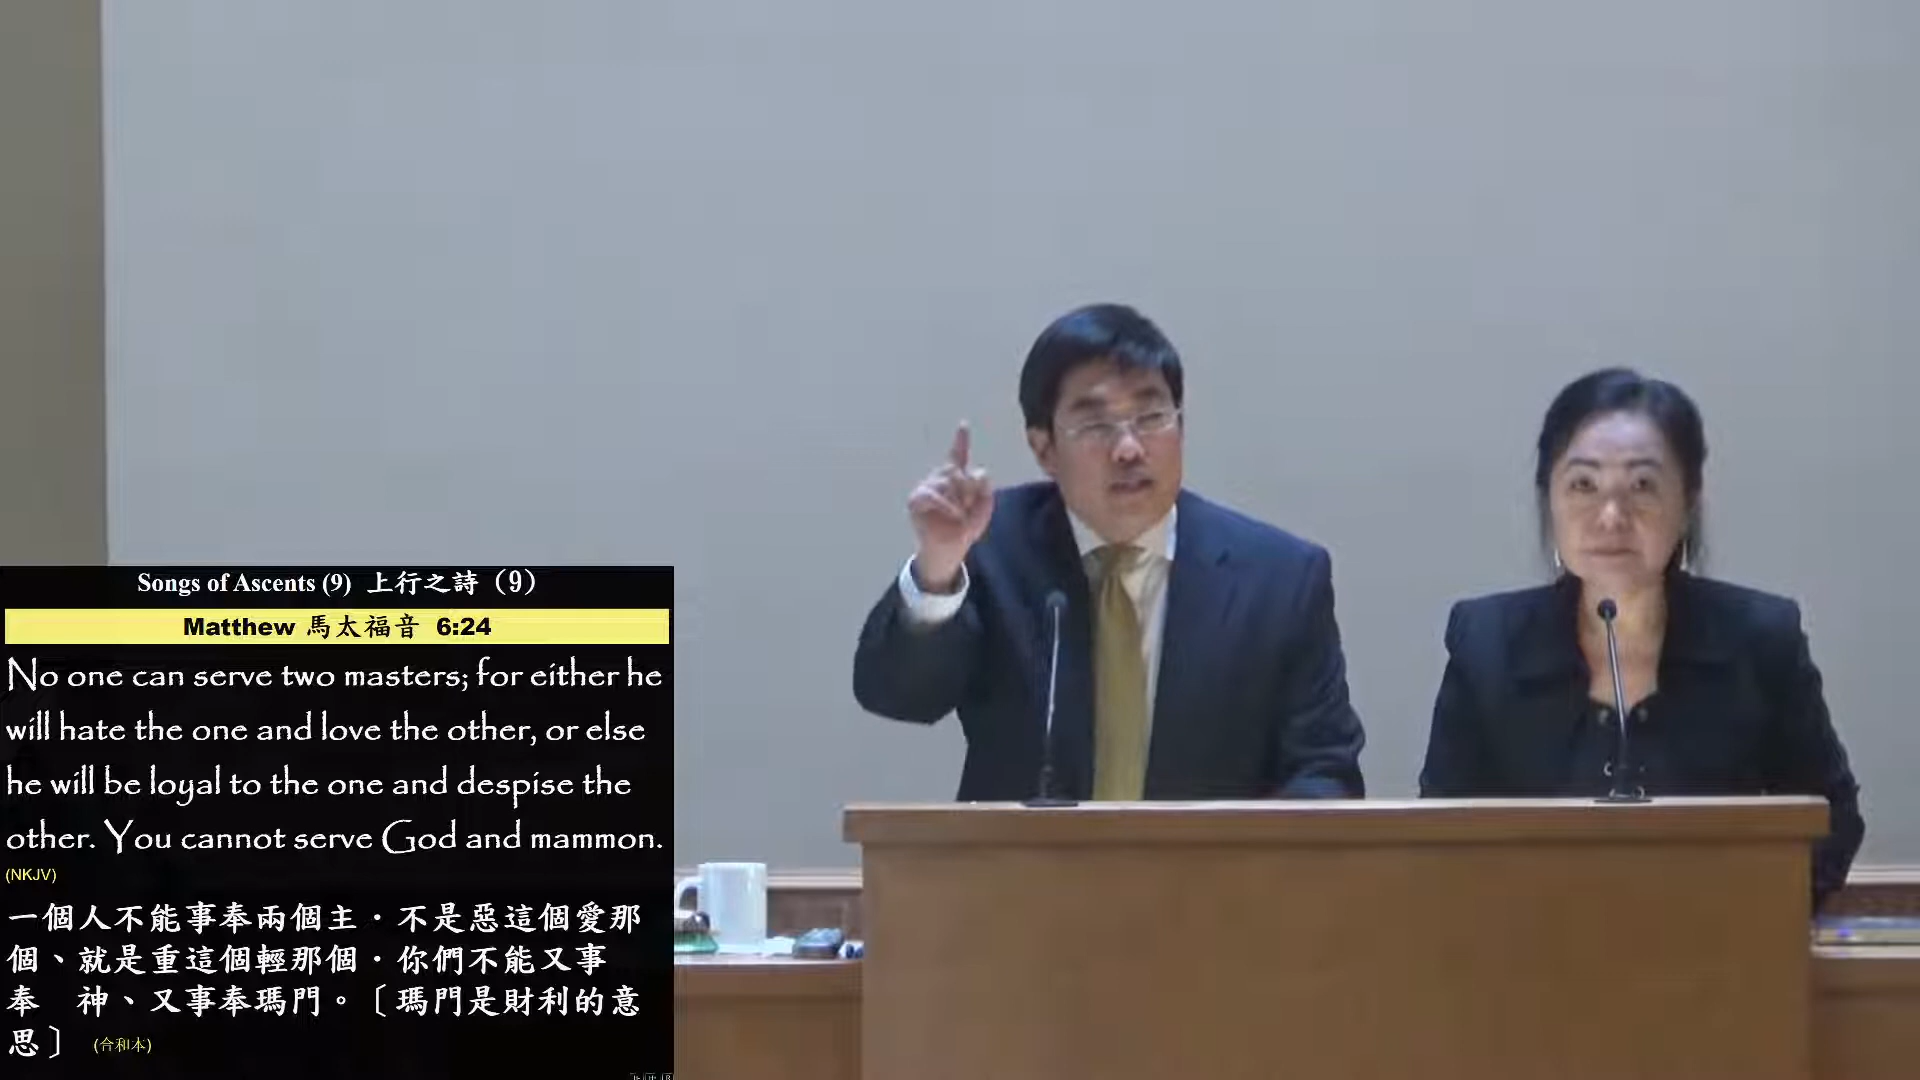 Songs of Ascents (9) 上行之詩（9）
Matthew 馬太福音 6:24
No one can serve two masters; for either he
will hate the one and love the other, or else
he will be loyal to the one and despise the
other. You cannot serve God and mammon.
(NKJV)
一個人不能事奉兩個主．不是惡這個愛那
個、就是重這個輕那個．你們不能又事
奉　神、又事奉瑪門。〔瑪門是財利的意
思〕 (合和本)